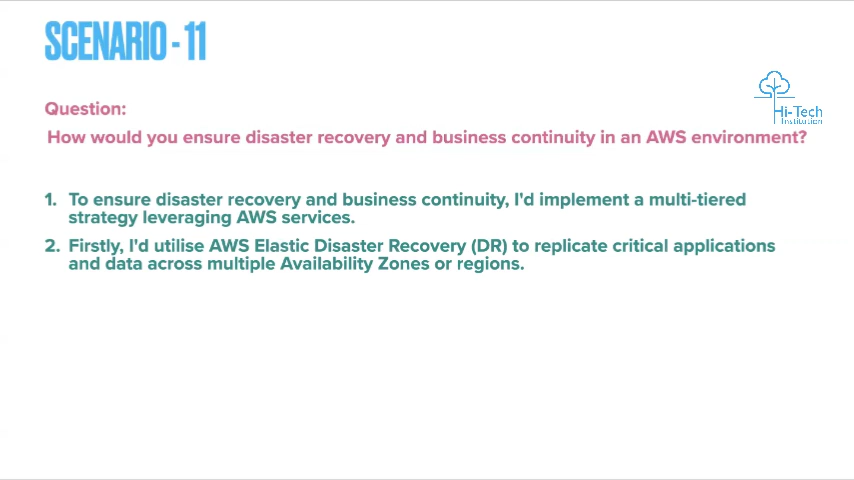 SCENARIO - 11
Hi-Tech
Institution
Question:
How would you ensure disaster recovery and business continuity in an AWS environment?
1. To ensure disaster recovery and business continuity, I'd implement a multi-tiered
strategy leveraging AWS services.
2. Firstly, I'd utilise AWS Elastic Disaster Recovery (DR) to replicate critical applications
and data across multiple Availability Zones or regions.